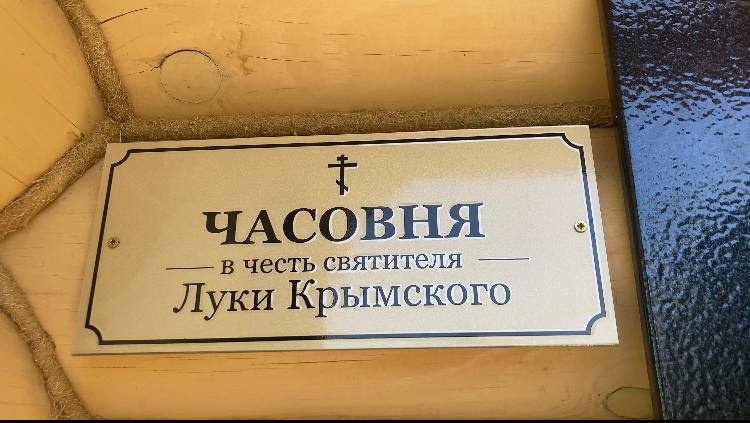 ЧАСОВНЯ
в честь святителя
Луки Крымского